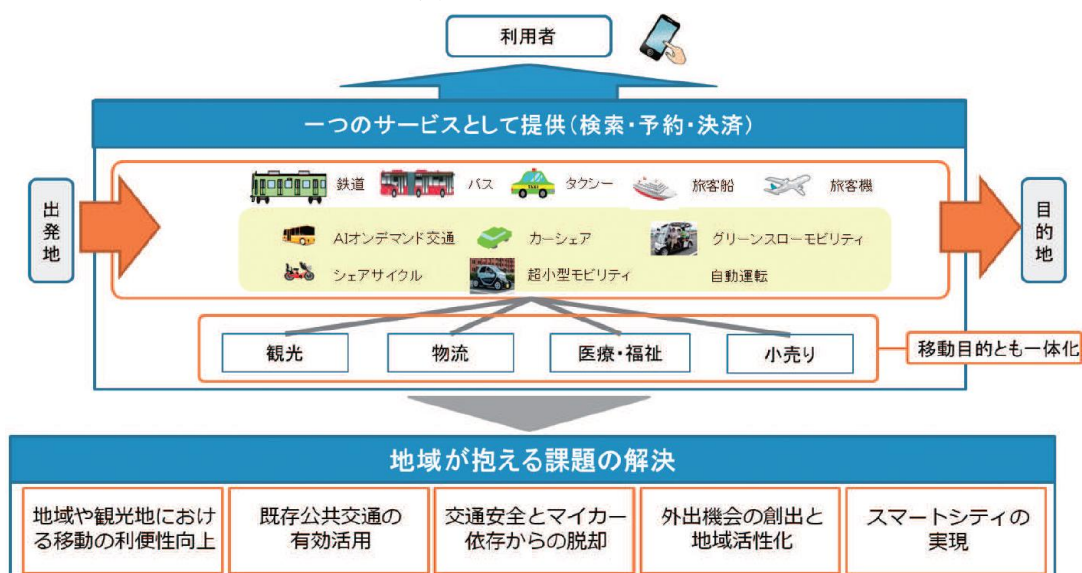 利用者
一つのサービスとして提供（検索・予約・決済）
出発地
鉄道
バス
TAXI
タクシー
旅客船
旅客機
目的地
AIオンデマンド交通
カーシェア
グリーンスローモビリティ
シェアサイクル
超小型モビリティ
自動運転
観光
物流
医療・福祉
小売り
移動目的とも一体化
地域が抱える課題の解決
地域や観光地におけ
る移動の利便性向上
既存公共交通の
有効活用
交通安全とマイカー
依存からの脱却
外出機会の創出と
地域活性化
スマートシティの
実現